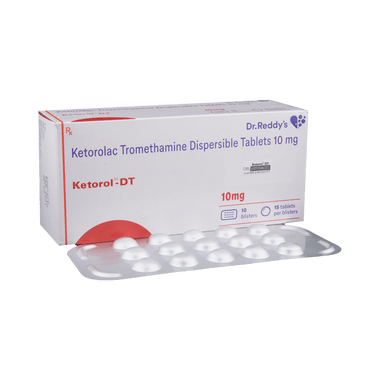 Rx
Dr.Reddy's
Ketorolac Tromethamine Dispersible Tablets 10 mg
Ketorol-DT
10mg
10
blisters
15 tablets
per blisters